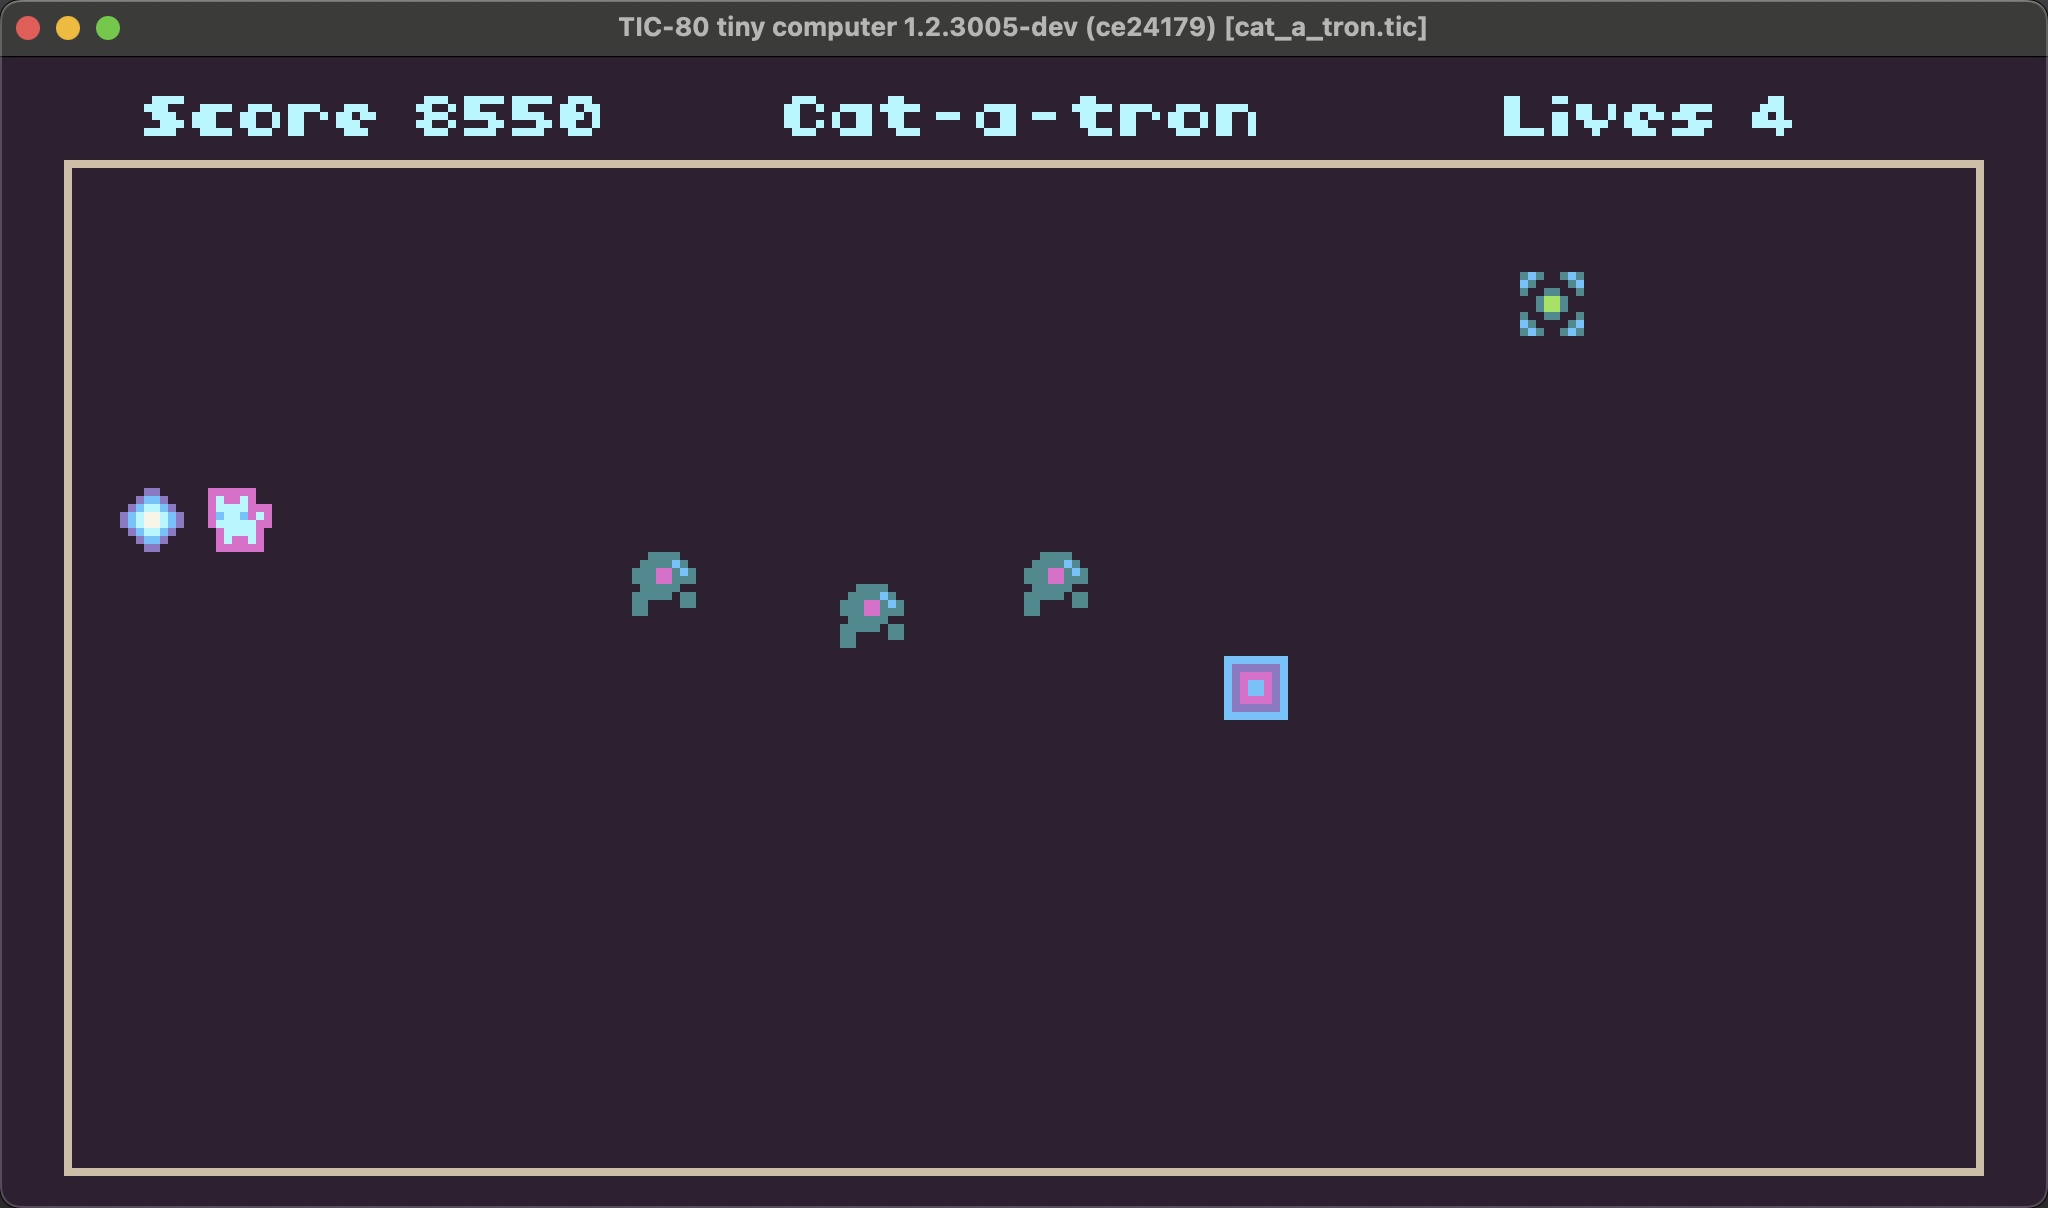 TIC-80 tiny computer 1.2.3005-dev (ce24179) [cat_a_tron.tic]
Score 8550 Cat-a-tron Lives 4